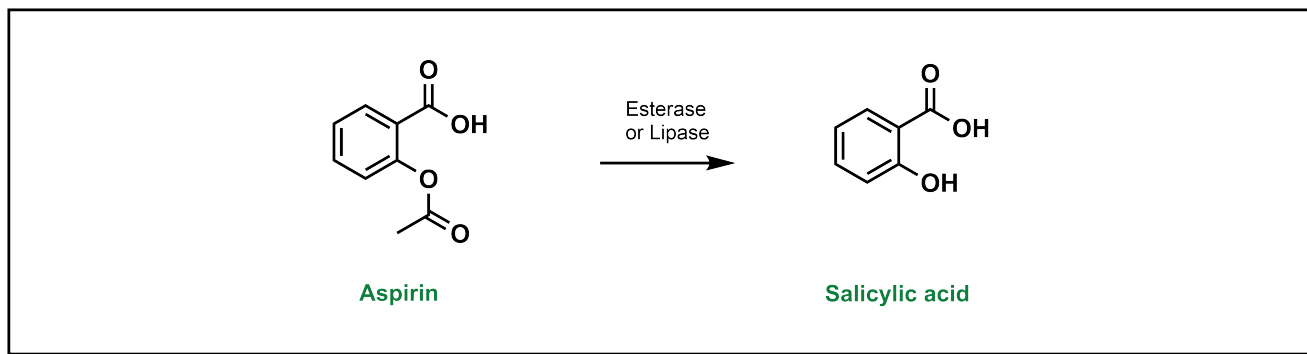 O
OH
O
O
Aspirin
Esterase
or Lipase
O
OH
OH
Salicylic acid